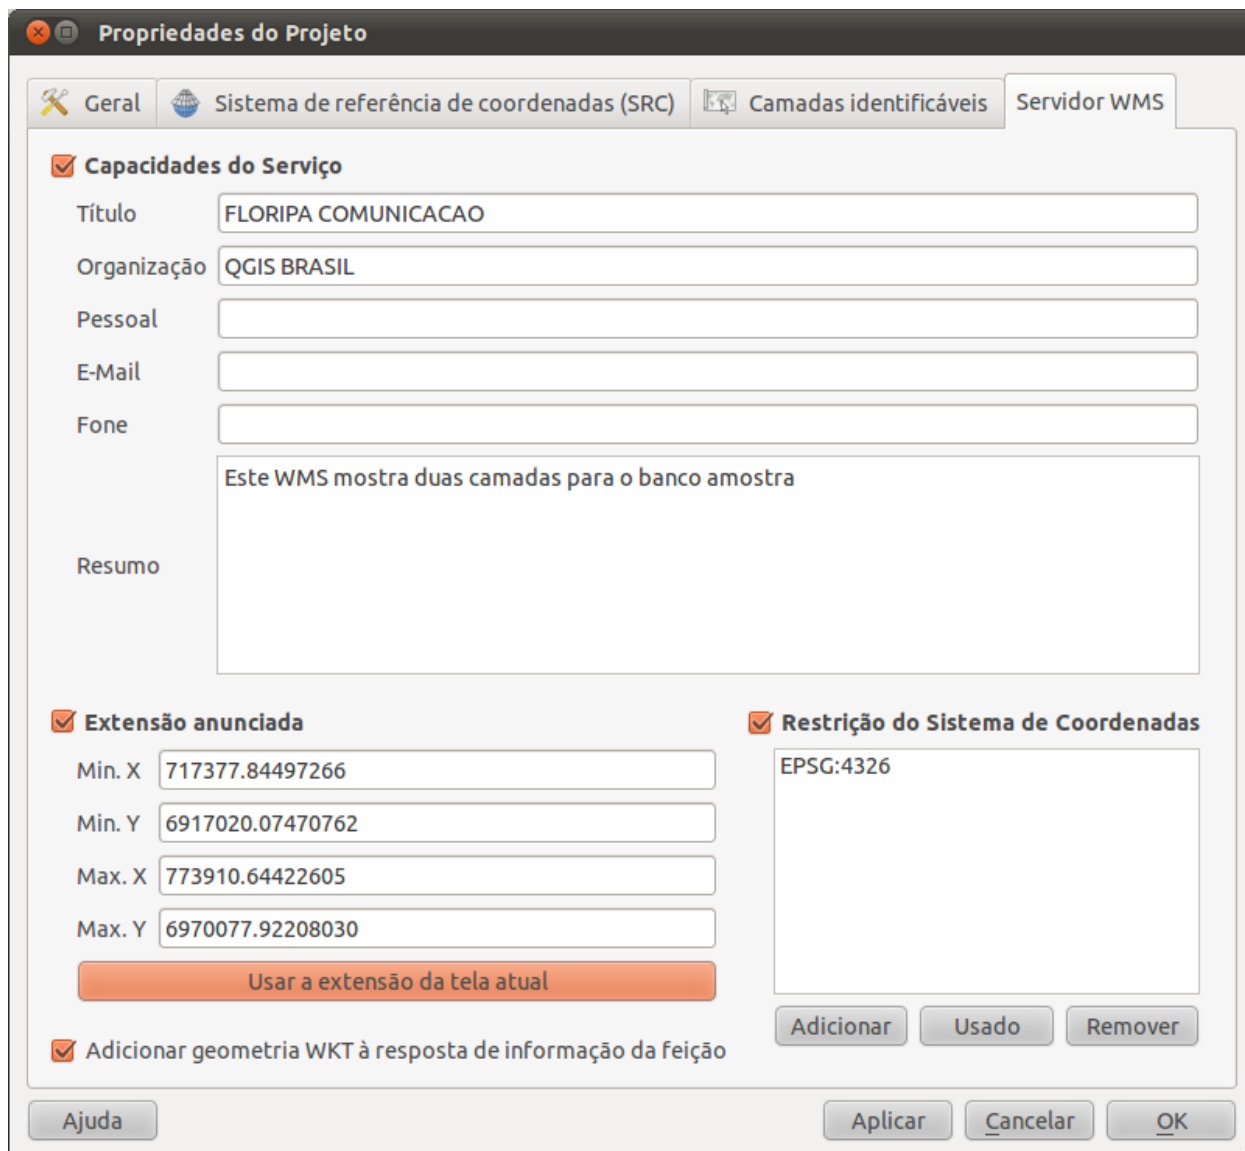 Propriedades do Projeto
Geral
Sistema de referência de coordenadas (SRC)
Camadas identificáveis
Servidor WMS
Capacidades do Serviço
Título FLORIPA COMUNICACAO
Organização QGIS BRASIL
Pessoal
E-Mail
Fone
Resumo Este WMS mostra duas camadas para o banco amostra
Extensão anunciada
Min. X 717377.84497266
Min. Y 6917020.07470762
Max. X 773910.64422605
Max. Y 6970077.92208030
Usar a extensão da tela atual
Restrição do Sistema de Coordenadas
EPSG:4326
Adicionar Usado Remover
Adicionar geometria WKT à resposta de informação da feição
Ajuda Aplicar Cancelar OK